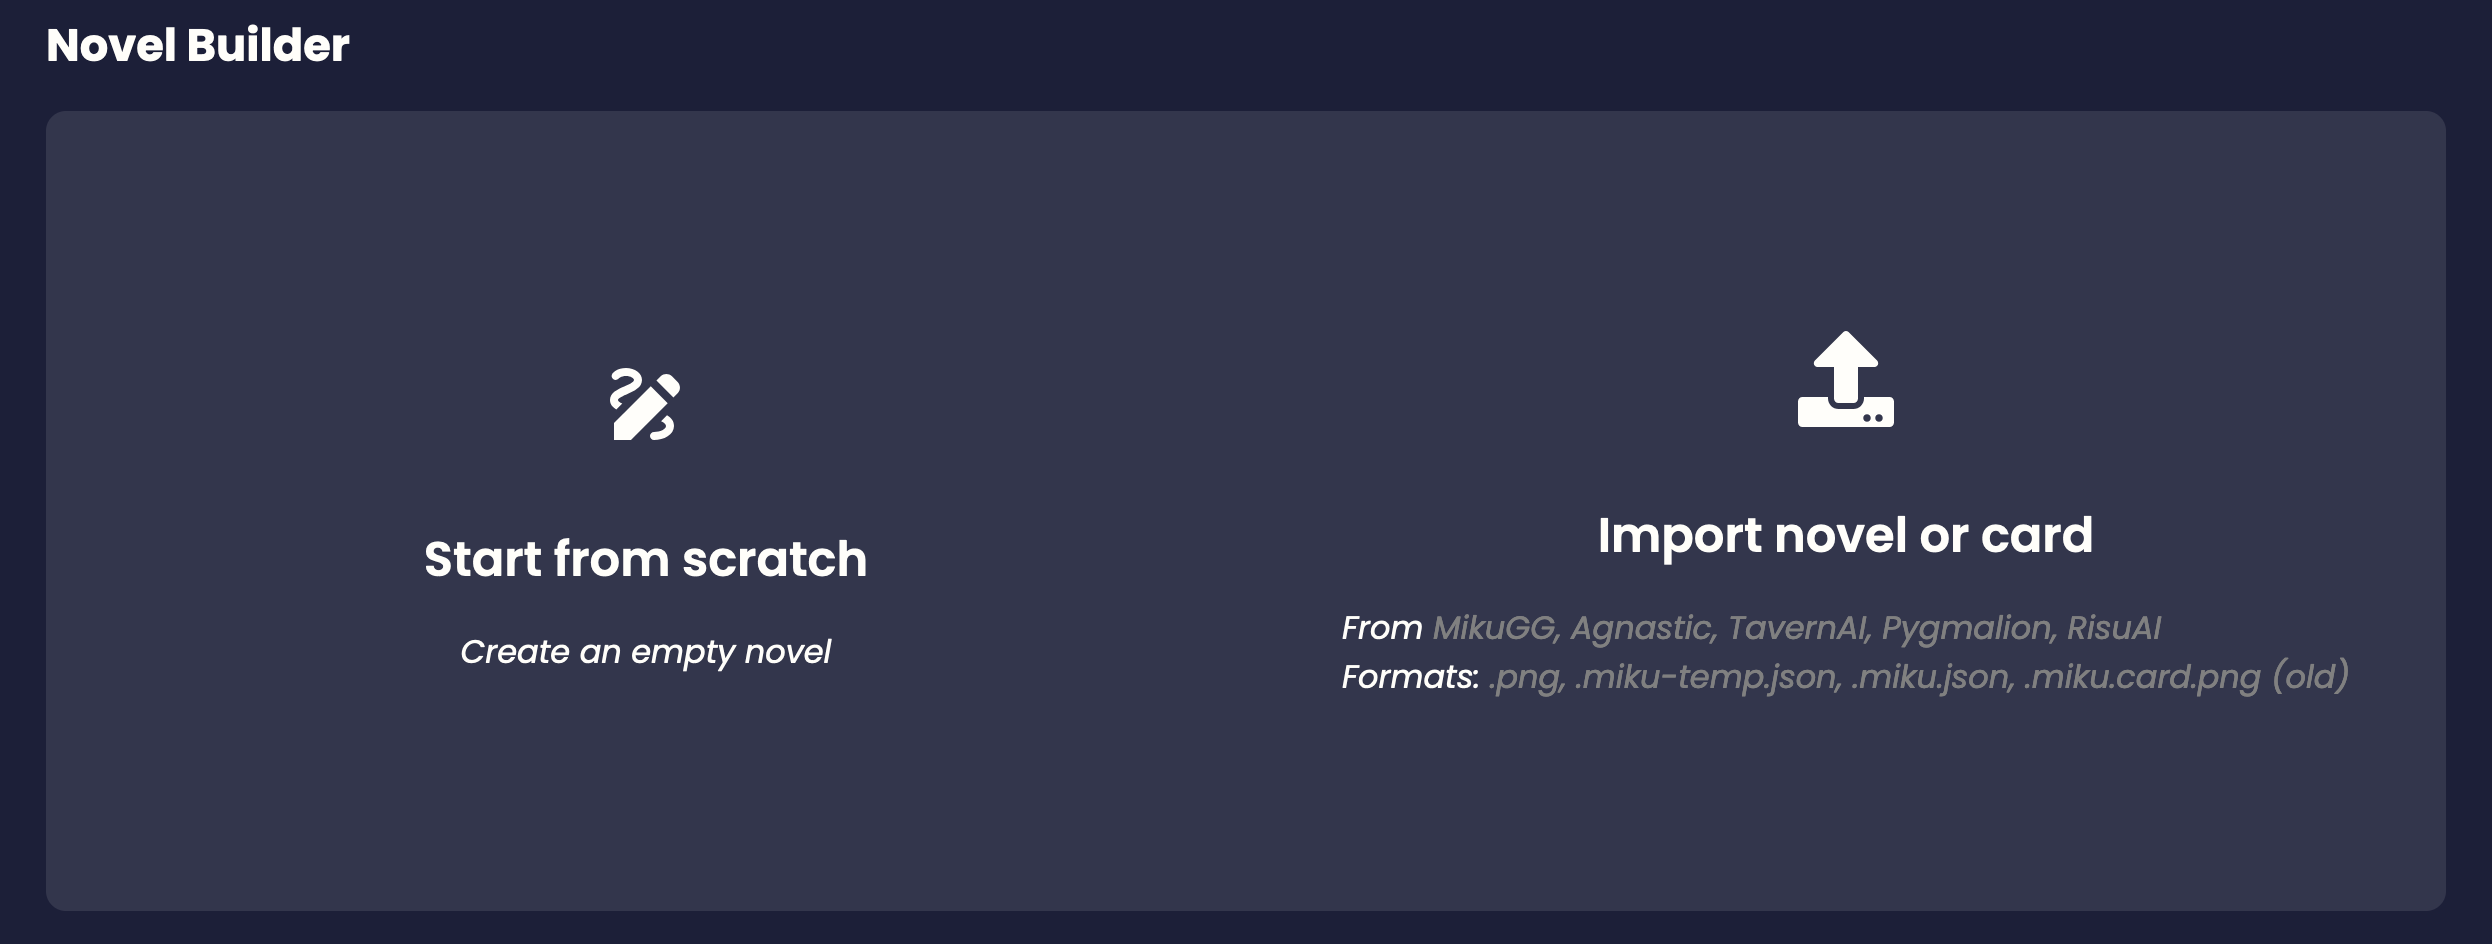 Novel Builder
Start from scratch
Create an empty novel
Import novel or card
From MikuGG, Agnastic, TavernAI, Pygmalion, RisuAI
Formats: .png, .miku-temp.json, .miku.json, .miku.card.png (old)